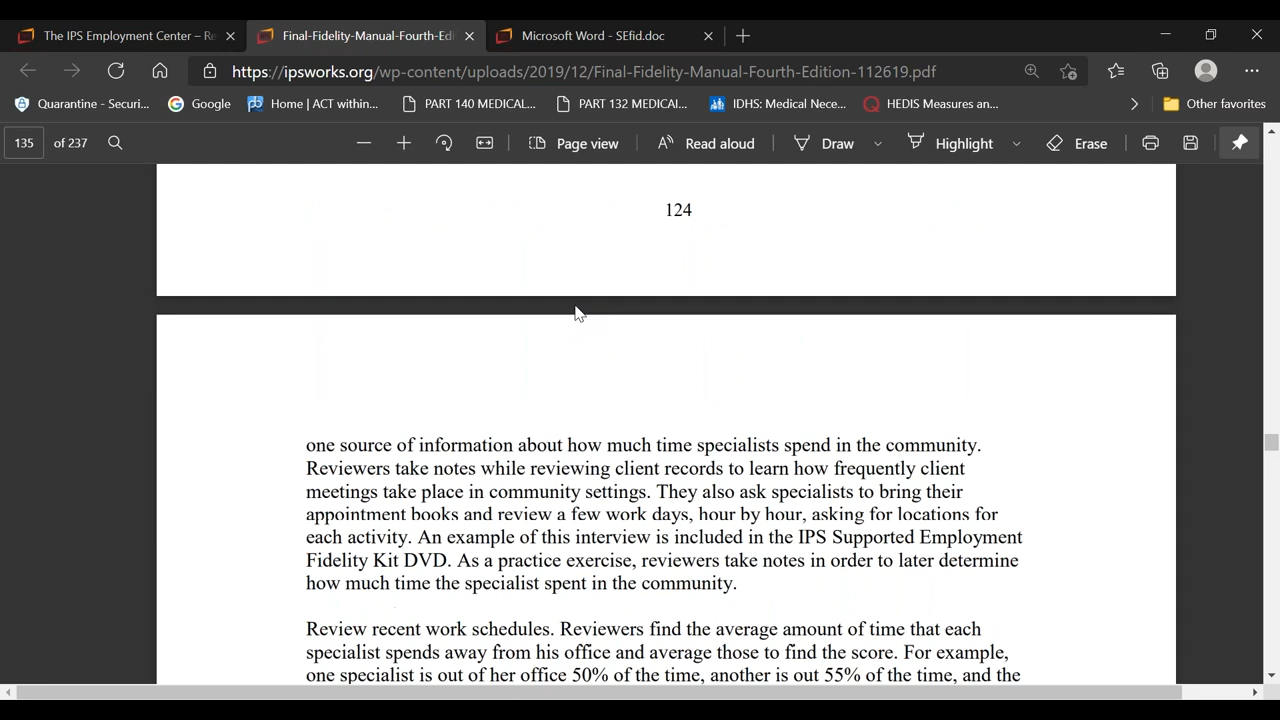 The IPS Employment Center – Re
Final-Fidelity-Manual-Fourth-Edi
Microsoft Word - SEfid.doc
https://ipsworks.org/wp-content/uploads/2019/12/Final-Fidelity-Manual-Fourth-Edition-112619.pdf
Quarantine - Securi...
Google
Home | ACT within...
PART 140 MEDICAL...
PART 132 MEDICAL...
IDHS: Medical Nece...
HEDIS Measures an...
Other favorites
135 of 237
Page view
Read aloud
Draw
Highlight
Erase
124
one source of information about how much time specialists spend in the community.
Reviewers take notes while reviewing client records to learn how frequently client
meetings take place in community settings. They also ask specialists to bring their
appointment books and review a few work days, hour by hour, asking for locations for
each activity. An example of this interview is included in the IPS Supported Employment
Fidelity Kit DVD. As a practice exercise, reviewers take notes in order to later determine
how much time the specialist spent in the community.
Review recent work schedules. Reviewers find the average amount of time that each
specialist spends away from his office and average those to find the score. For example,
one specialist is out of her office 50% of the time, another is out 55% of the time, and the